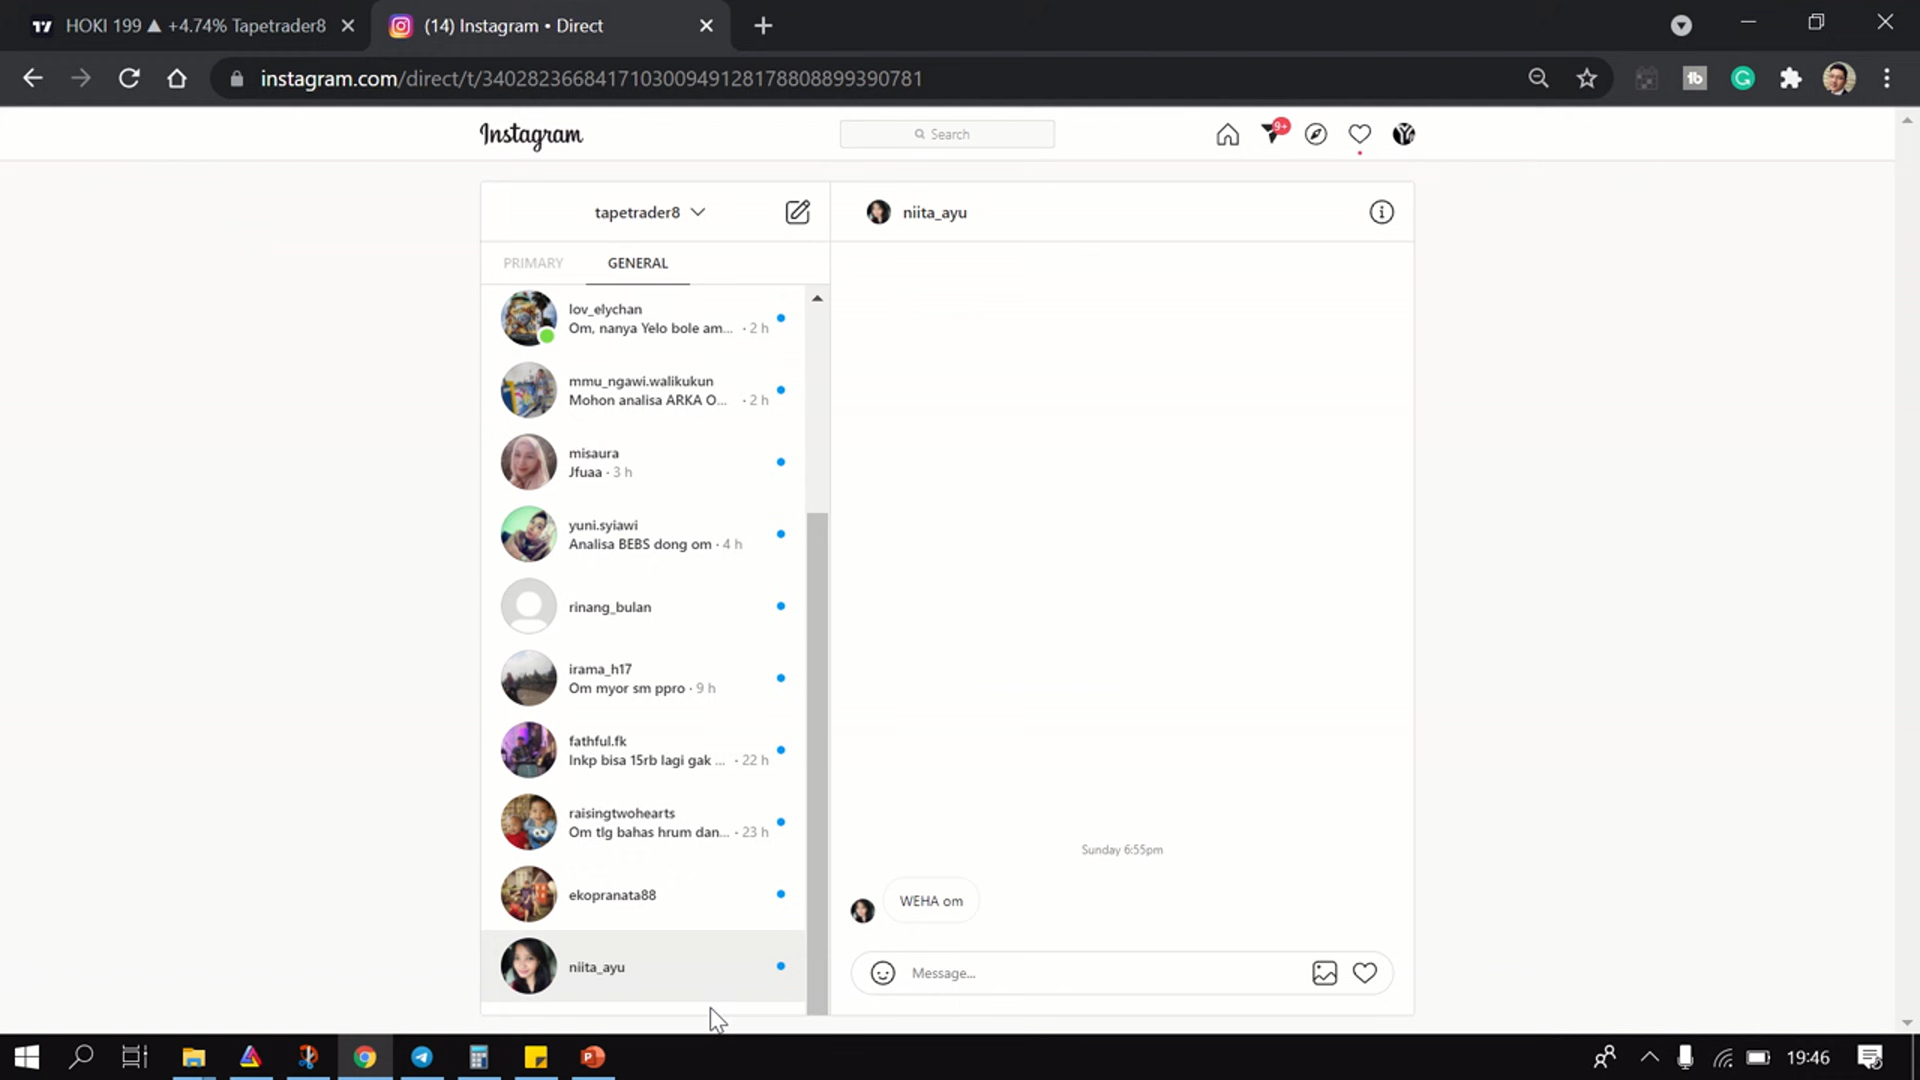 HOKI 199 ▲ +4.74% Tapetrader8
(14) Instagram • Direct
instagram.com/direct/t/340282366841710300949128178808899390781
Instagram
Search
9+
tapetrader8
niita_ayu
PRIMARY
GENERAL
lov_elychan
Om, nanya Yelo bole am... · 2 h
mmu_ngawi.walikukun
Mohon analisa ARKA O... · 2 h
misaura
Jfuaa · 3 h
yuni.syiawi
Analisa BEBS dong om · 4 h
rinang_bulan
irama_h17
Om myor sm ppro · 9 h
fathful.fk
Inkp bisa 15rb lagi gak ... · 22 h
raisingtwohearts
Om tlg bahas hrum dan... · 23 h
ekopranata88
niita_ayu
Sunday 6:55pm
WEHA om
Message...
19:46